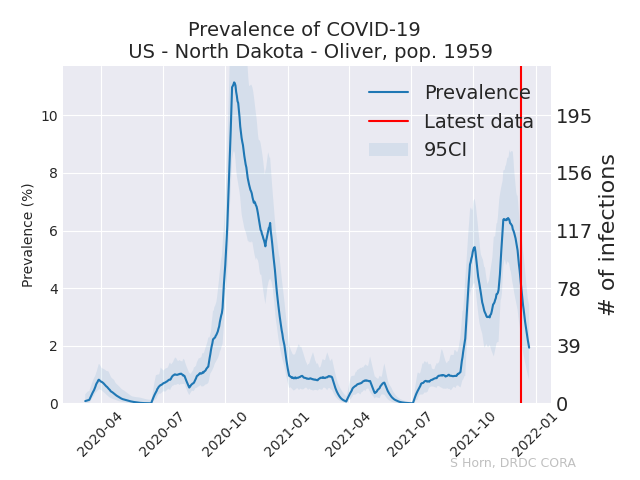 Prevalence of COVID-19
US - North Dakota - Oliver, pop. 1959
Prevalence
Latest data
95CI
10
8
6
4
2
0
Prevalence (%)
195
156
117
78
39
0
# of infections
2020-04
2020-07
2020-10
2021-01
2021-04
2021-07
2021-10
2022-01
S Horn, DRDC CORA